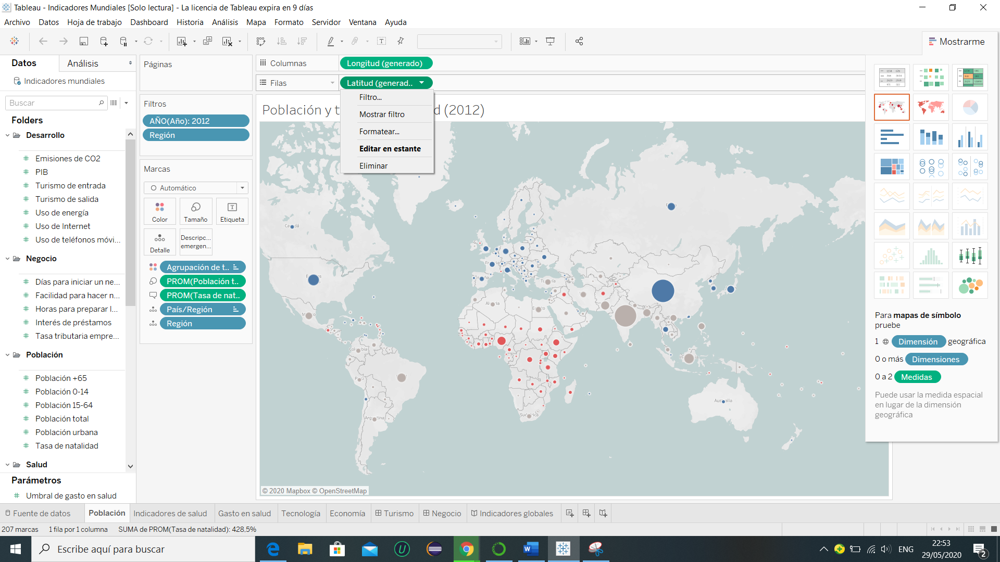 Tableau - Indicadores Mundiales [Solo lectura] - La licencia de Tableau expira en 9 días
Archivo Datos Hoja de trabajo Dashboard Historia Análisis Mapa Formato Servidor Ventana Ayuda
Mostrarme
Datos Análisis
Indicadores mundiales
Buscar
Folders
Desarrollo
Emisiones de CO2
PIB
Turismo de entrada
Turismo de salida
Uso de energía
Uso de Internet
Uso de teléfonos móvi...
Negocio
Días para iniciar un ne...
Facilidad para hacer n...
Horas para preparar l...
Interés de préstamos
Tasa tributaria empre...
Población
Población +65
Población 0-14
Población 15-64
Población total
Población urbana
Tasa de natalidad
Salud
Parámetros
Umbral de gasto en salud
Páginas
Filtros
AÑO(Año): 2012
Región
Marcas
Automático
Color Tamaño Etiqueta
Detalle
Descripc...
emergen...
Agrupación de t..
PROM(Población t..
PROM(Tasa de nat..
País/Región
Región
Columnas
Longitud (generado)
Filas
Latitud (generad..
Filtro...
Mostrar filtro
Formatear...
Editar en estante
Eliminar
Población y t d (2012)
© 2020 Mapbox © OpenStreetMap
Para mapas de símbolo
pruebe
1 Dimensión geográfica
0 o más Dimensiones
0 a 2 Medidas
Puede usar la medida espacial
en lugar de la dimensión
geográfica
Fuente de datos Población Indicadores de salud Gasto en salud Tecnología Economía Turismo Negocio Indicadores globales
207 marcas 1 fila por 1 columna SUMA de PROM(Tasa de natalidad): 428,5%
Escribe aquí para buscar
ENG
22:53
29/05/2020
2